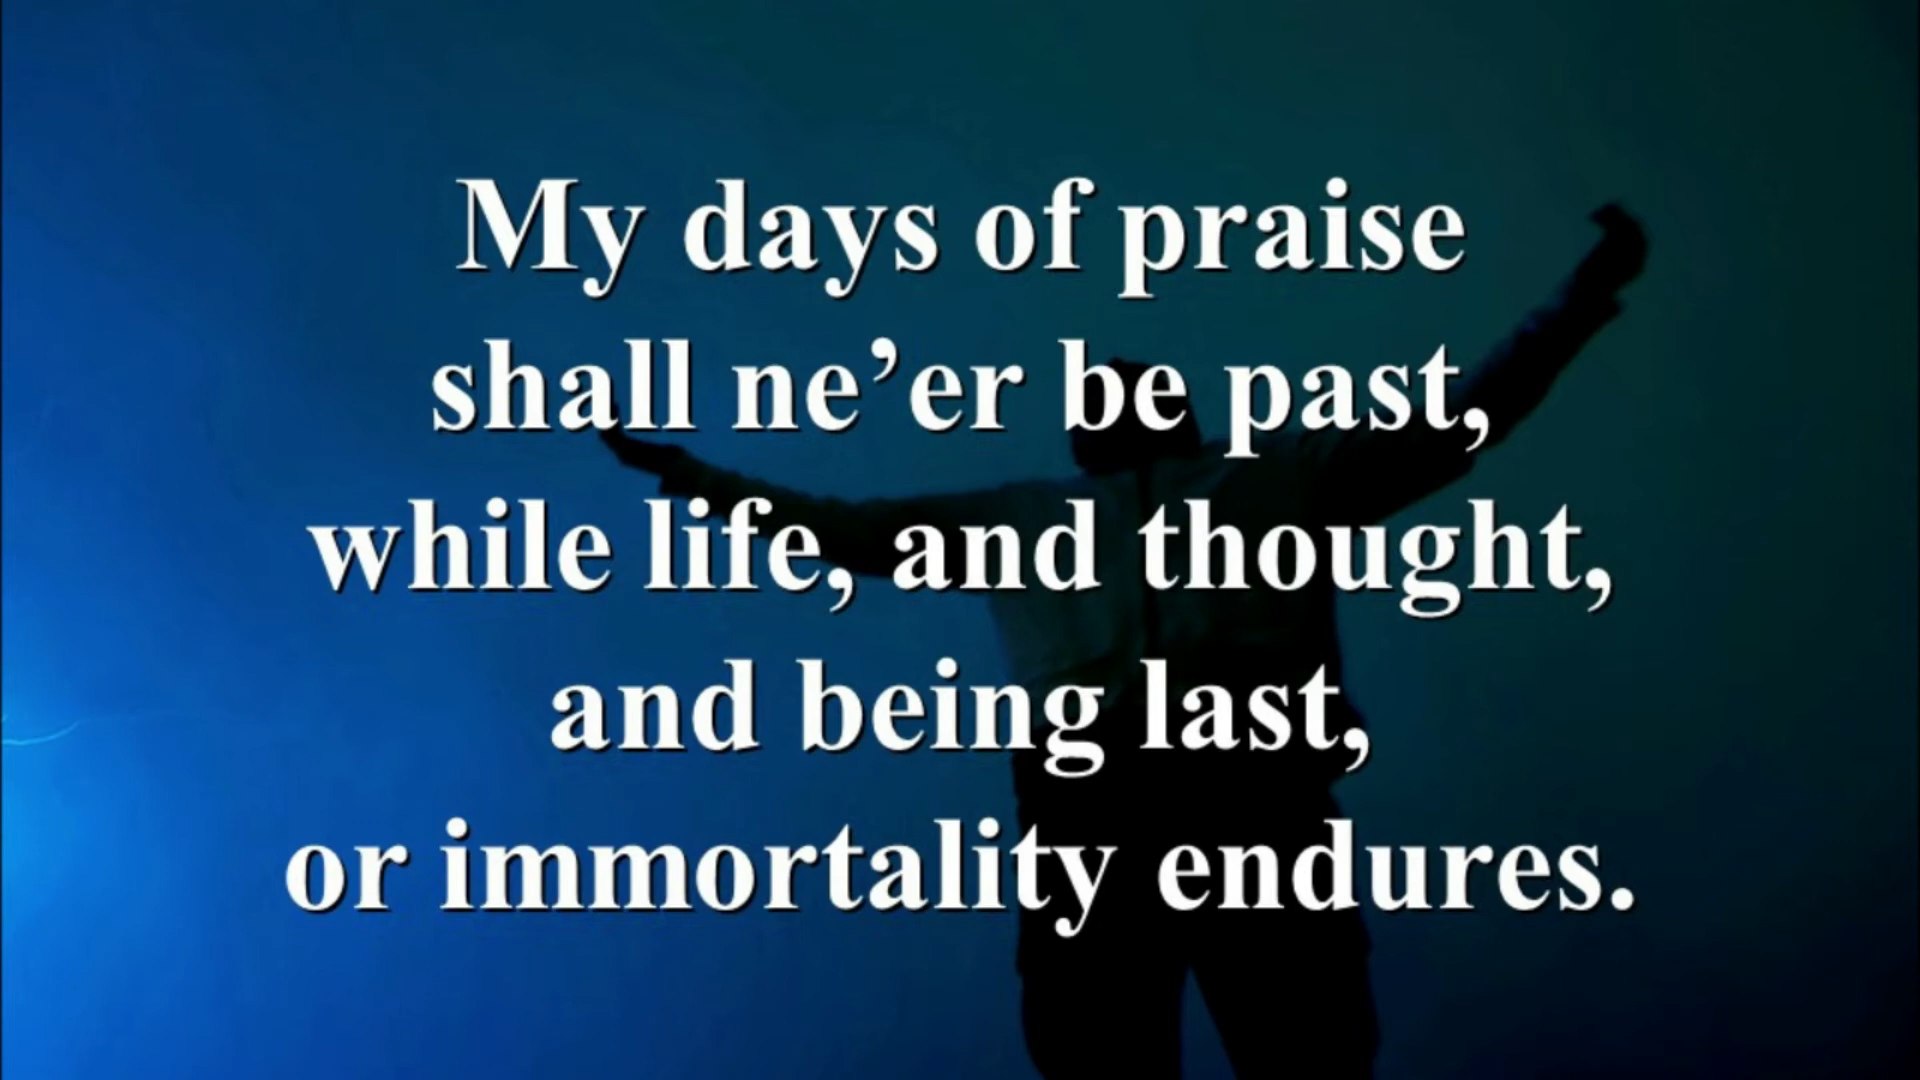 My days of praise
shall ne’er be past,
while life, and thought,
and being last,
or immortality endures.